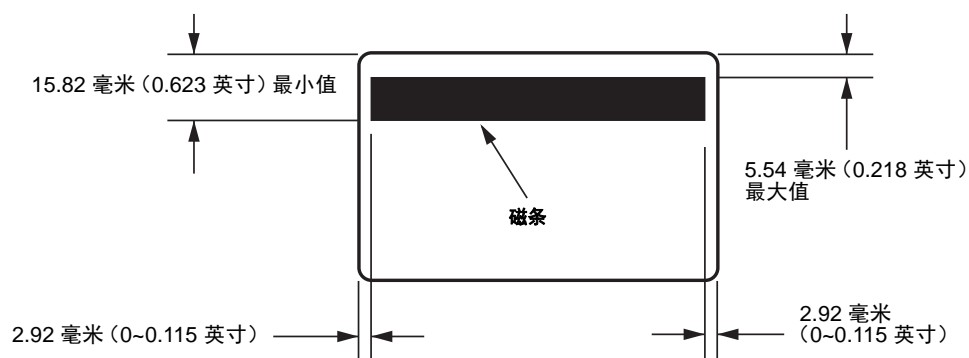 15.82 毫米（0.623 英寸）最小值
5.54 毫米（0.218 英寸）
最大值
磁条
2.92 毫米（0~0.115 英寸）
2.92 毫米
（0~0.115 英寸）